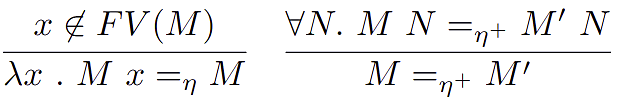 x ∉ FV(M)    ∀N. M N =η+ M′ N
λx . M x =η M    M =η+ M′